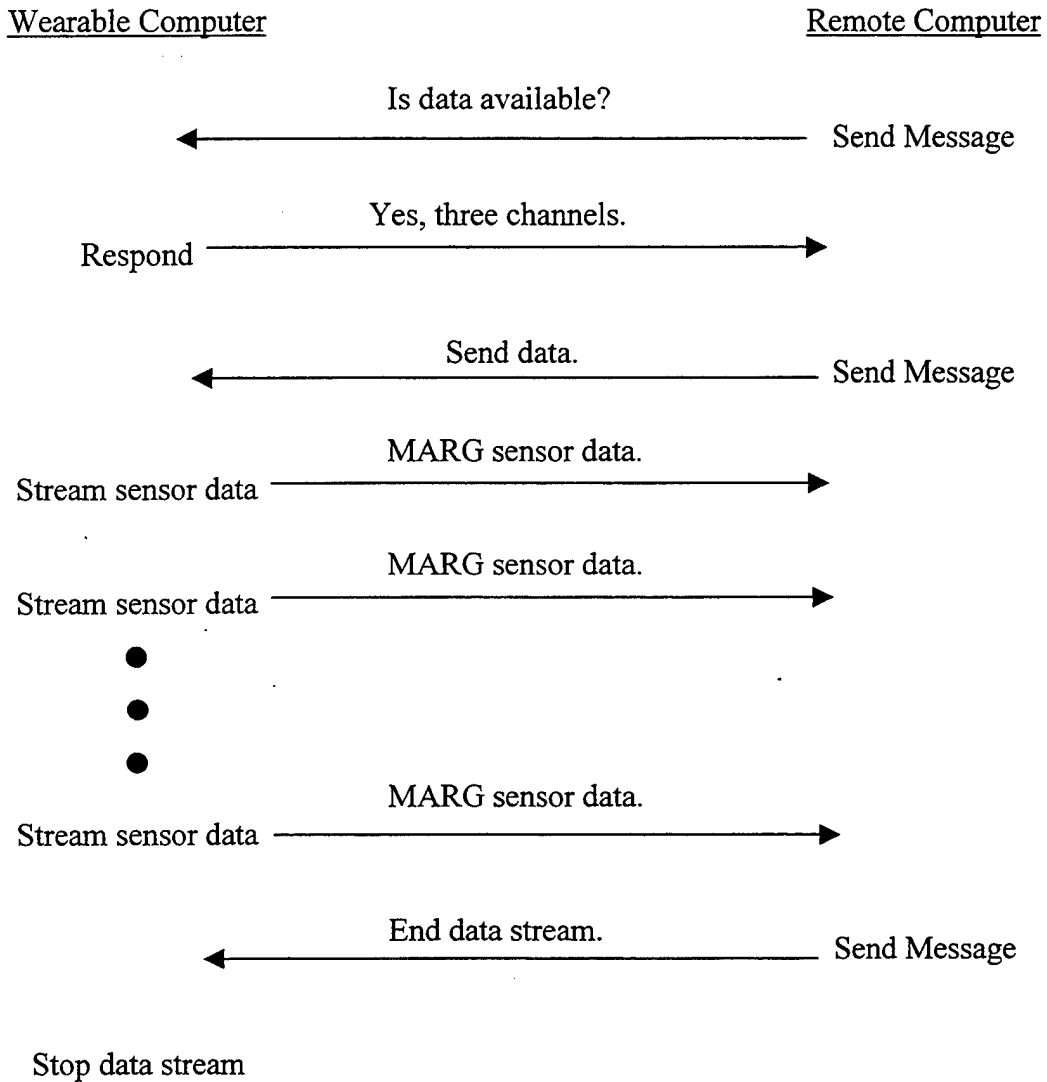 Wearable Computer
Remote Computer
Is data available?
Send Message
Yes, three channels.
Respond
Send data.
Send Message
MARG sensor data.
Stream sensor data
MARG sensor data.
Stream sensor data
MARG sensor data.
Stream sensor data
End data stream.
Send Message
Stop data stream